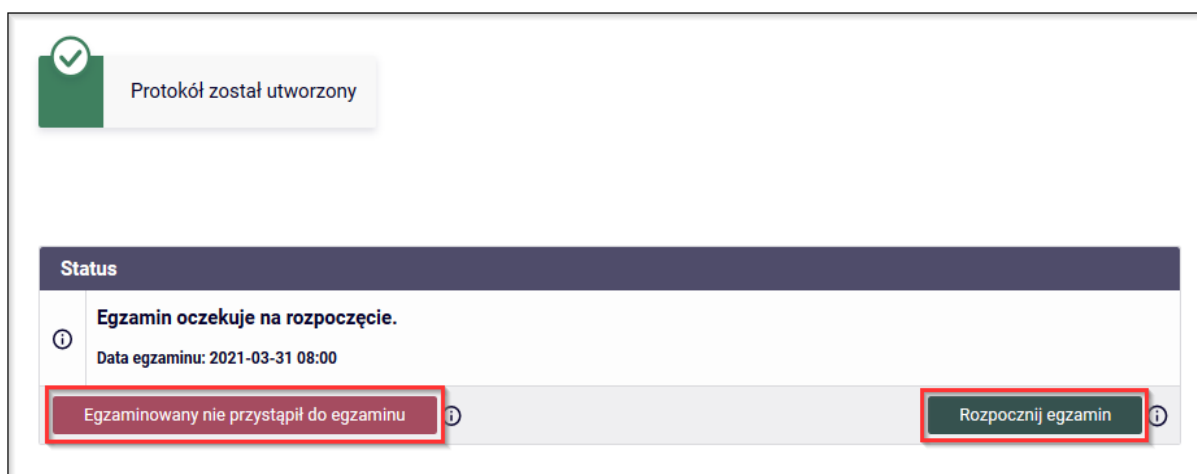 Protokół został utworzony
Status
Egzamin oczekuje na rozpoczęcie.
Data egzaminu: 2021-03-31 08:00
Egzaminowany nie przystąpił do egzaminu
Rozpocznij egzamin